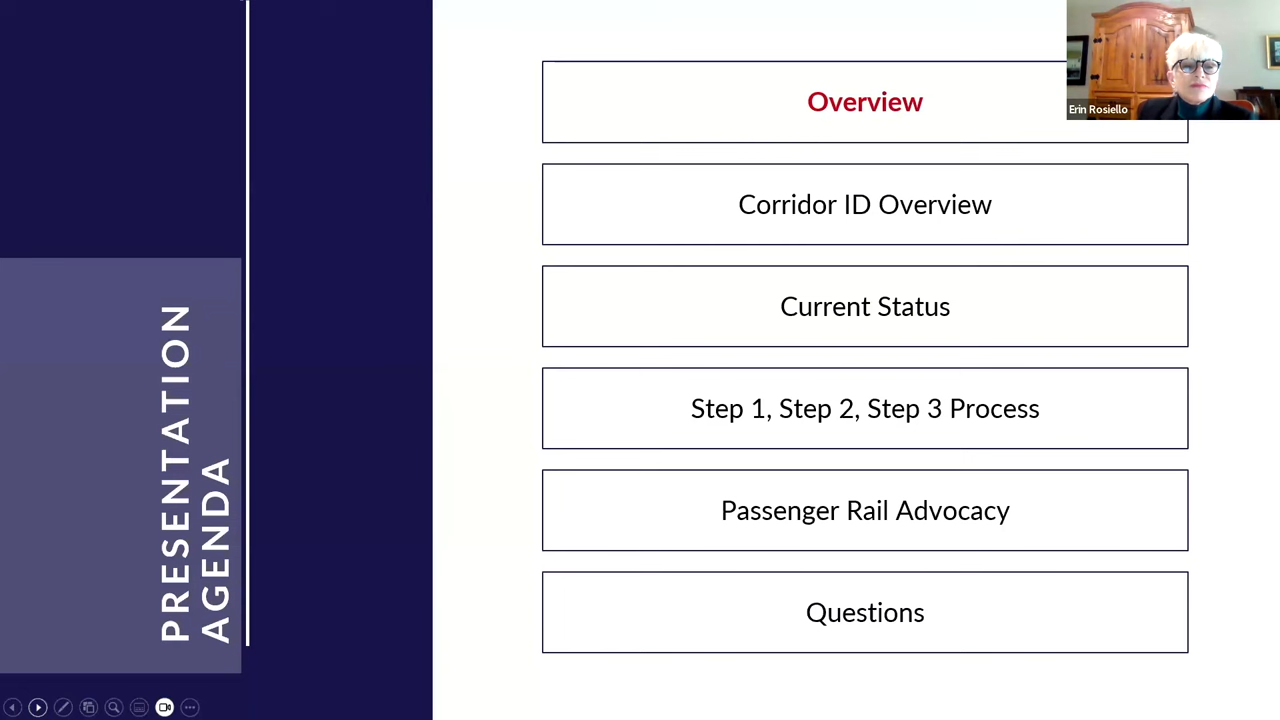 PRESENTATION
AGENDA
Overview
Corridor ID Overview
Current Status
Step 1, Step 2, Step 3 Process
Passenger Rail Advocacy
Questions
Erin Rosiello